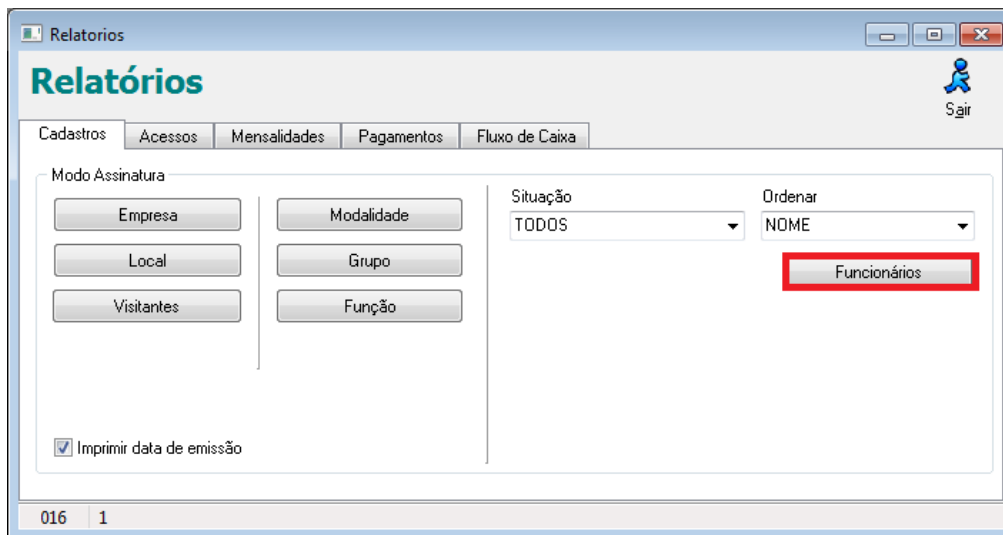 Relatorios
Relatórios
Sair
Cadastros
Acessos
Mensalidades
Pagamentos
Fluxo de Caixa
Modo Assinatura
Empresa
Local
Visitantes
Modalidade
Grupo
Função
Situação
TODOS
Ordenar
NOME
Funcionários
Imprimir data de emissão
016 1